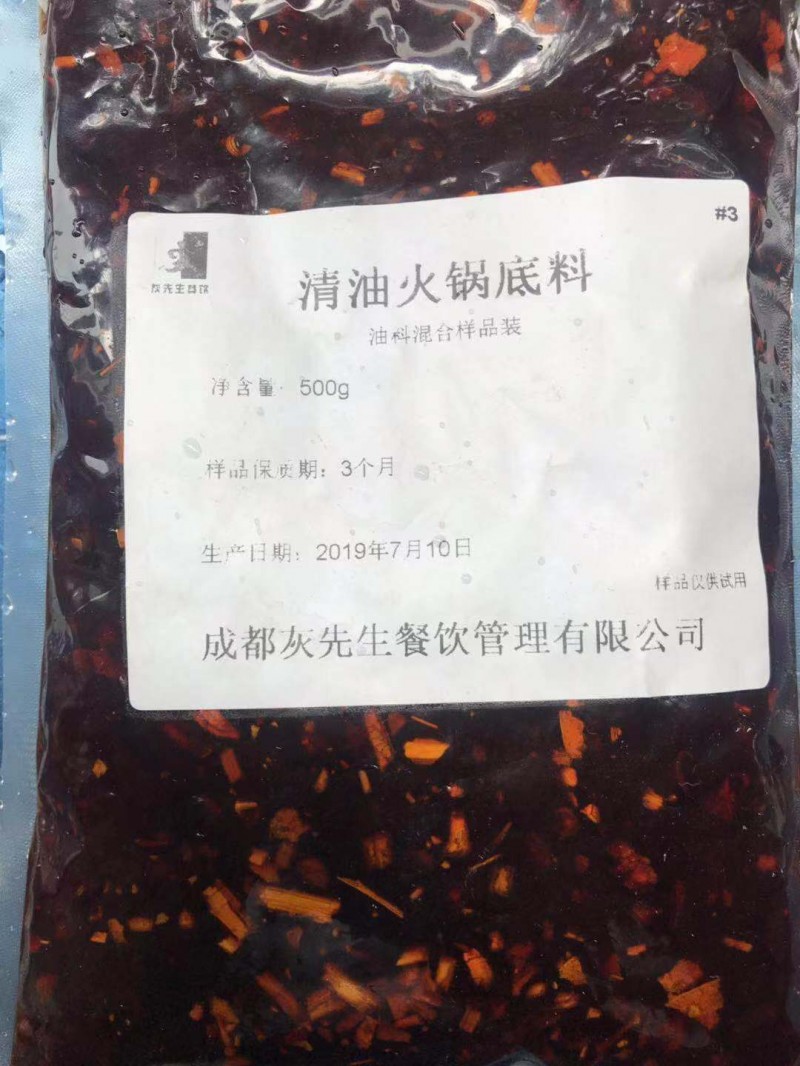 #3
灰先生餐饮
清油火锅底料
油料混合样品装
净含量: 500g
样品保质期：3个月
生产日期：2019年7月10日
样品仅供试用
成都灰先生餐饮管理有限公司